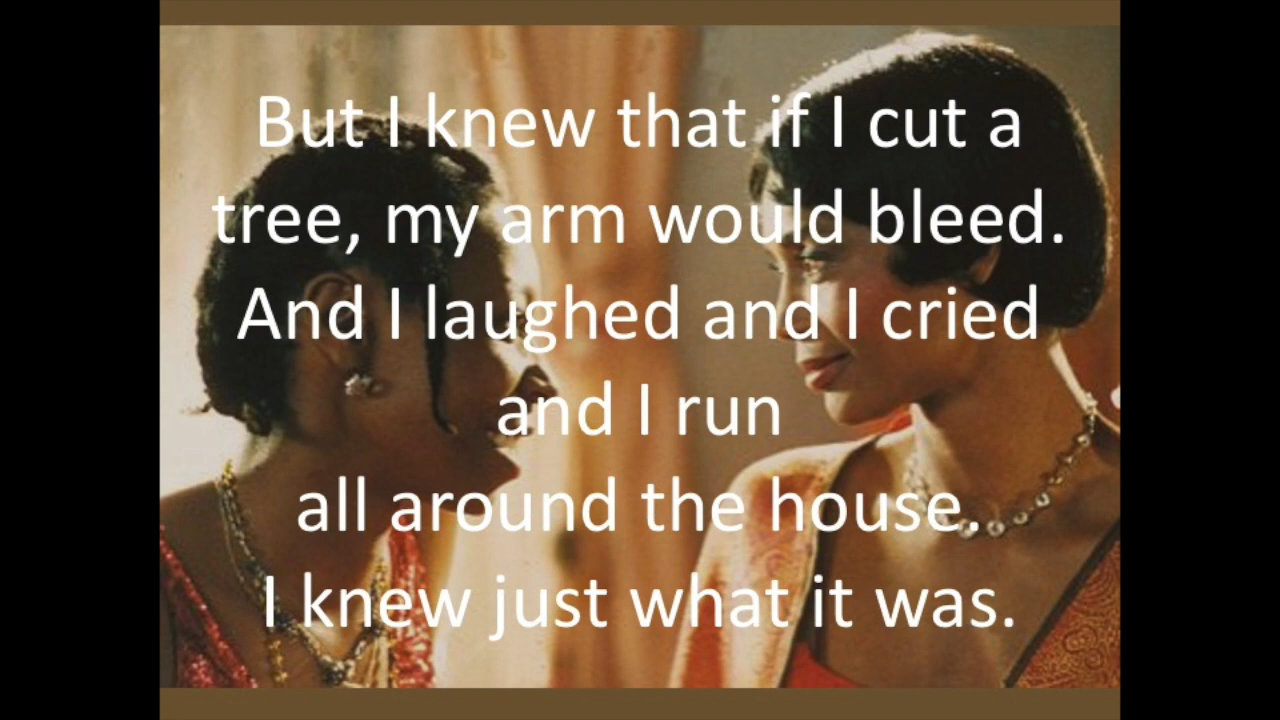 But I knew that if I cut a
tree, my arm would bleed.
And I laughed and I cried
and I run
all around the house.
I knew just what it was.